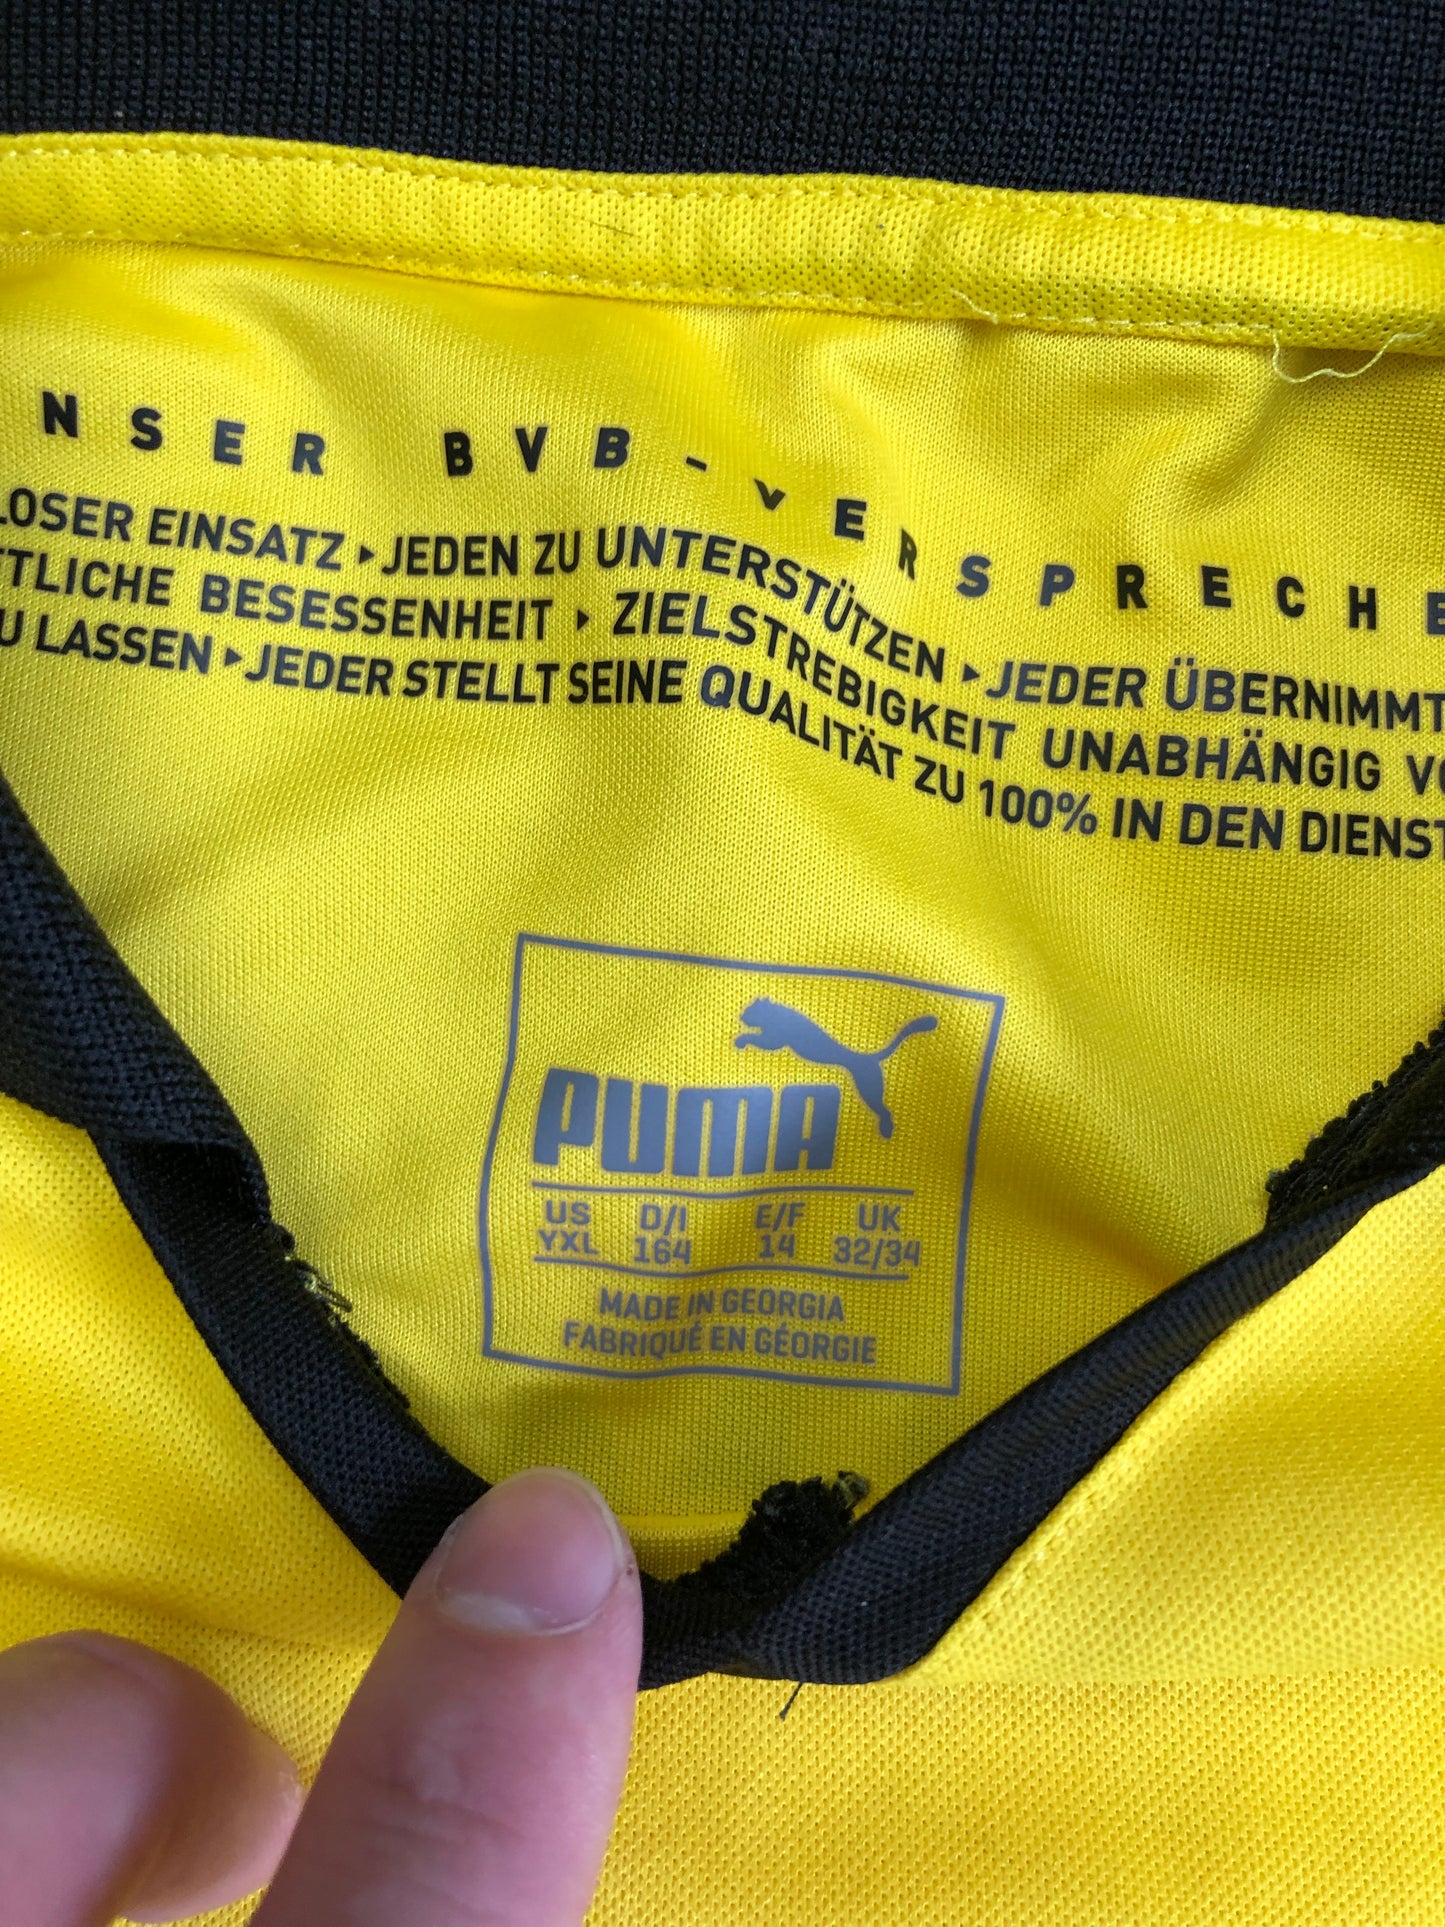 NSER BVB-VERSPRECHE
LOSER EINSATZ ▸ JEDEN ZU UNTERSTÜTZEN ▸ JEDER ÜBERNIMMT
TLICHE BESESSENHEIT ▸ ZIELSTREBIGKEIT UNABHÄNGIG VO
U LASSEN ▸ JEDER STELLT SEINE QUALITÄT ZU 100% IN DEN DIENST
PUMA
US D/I E/F UK
YXL 164 14 32/34
MADE IN GEORGIA
FABRIQUÉ EN GÉORGIE